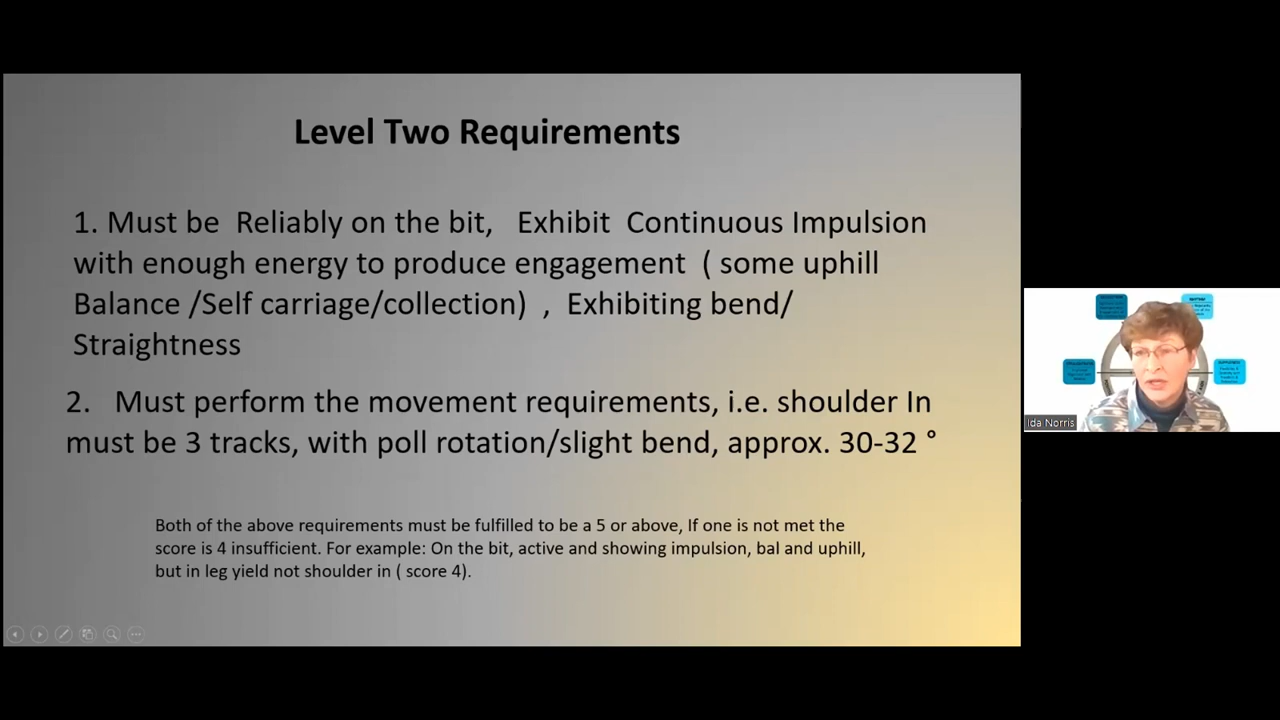 Level Two Requirements
1. Must be Reliably on the bit, Exhibit Continuous Impulsion
with enough energy to produce engagement ( some uphill
Balance /Self carriage/collection) , Exhibiting bend/
Straightness
2. Must perform the movement requirements, i.e. shoulder In
must be 3 tracks, with poll rotation/slight bend, approx. 30-32 °
Both of the above requirements must be fulfilled to be a 5 or above, If one is not met the
score is 4 insufficient. For example: On the bit, active and showing impulsion, bal and uphill,
but in leg yield not shoulder in ( score 4).
Ida Norris